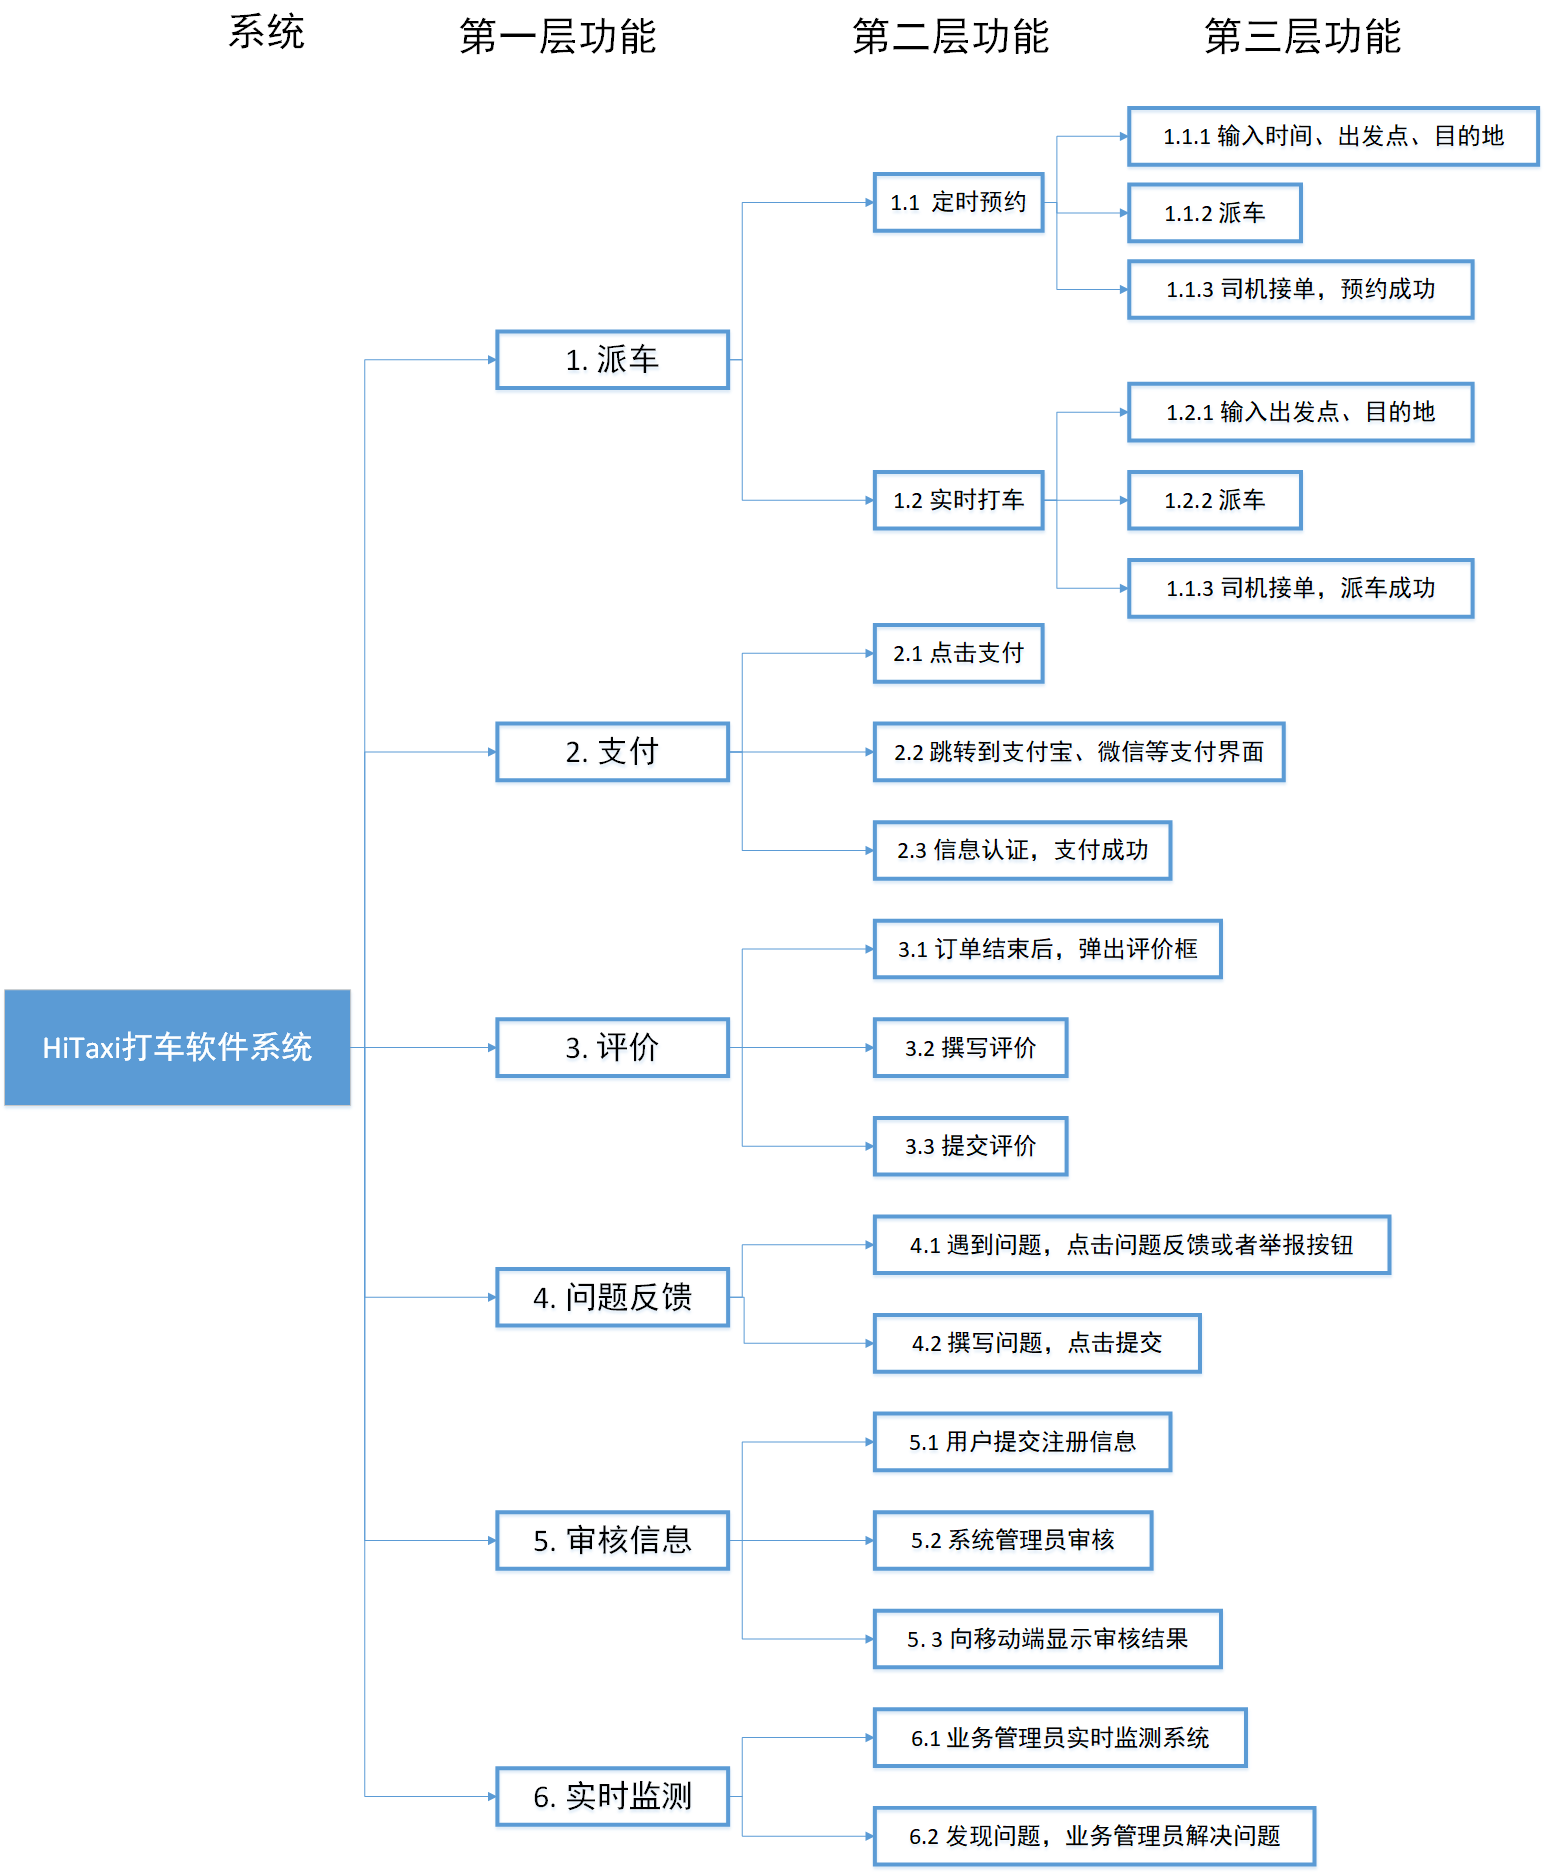 系统
第一层功能
第二层功能
第三层功能
HiTaxi打车软件系统
1. 派车
1.1 定时预约
1.1.1 输入时间、出发点、目的地
1.1.2 派车
1.1.3 司机接单，预约成功
1.2 实时打车
1.2.1 输入出发点、目的地
1.2.2 派车
1.1.3 司机接单，派车成功
2. 支付
2.1 点击支付
2.2 跳转到支付宝、微信等支付界面
2.3 信息认证，支付成功
3. 评价
3.1 订单结束后，弹出评价框
3.2 撰写评价
3.3 提交评价
4. 问题反馈
4.1 遇到问题，点击问题反馈或者举报按钮
4.2 撰写问题，点击提交
5. 审核信息
5.1 用户提交注册信息
5.2 系统管理员审核
5. 3 向移动端显示审核结果
6. 实时监测
6.1 业务管理员实时监测系统
6.2 发现问题，业务管理员解决问题